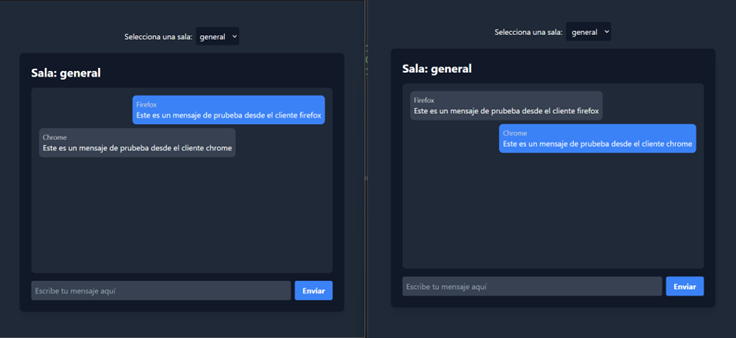 Selecciona una sala: general
Sala: general
Firefox
Este es un mensaje de prubeba desde el cliente firefox
Chrome
Este es un mensaje de prubeba desde el cliente chrome
Escribe tu mensaje aquí
Enviar
Selecciona una sala: general
Sala: general
Firefox
Este es un mensaje de prubeba desde el cliente firefox
Chrome
Este es un mensaje de prubeba desde el cliente chrome
Escribe tu mensaje aquí
Enviar